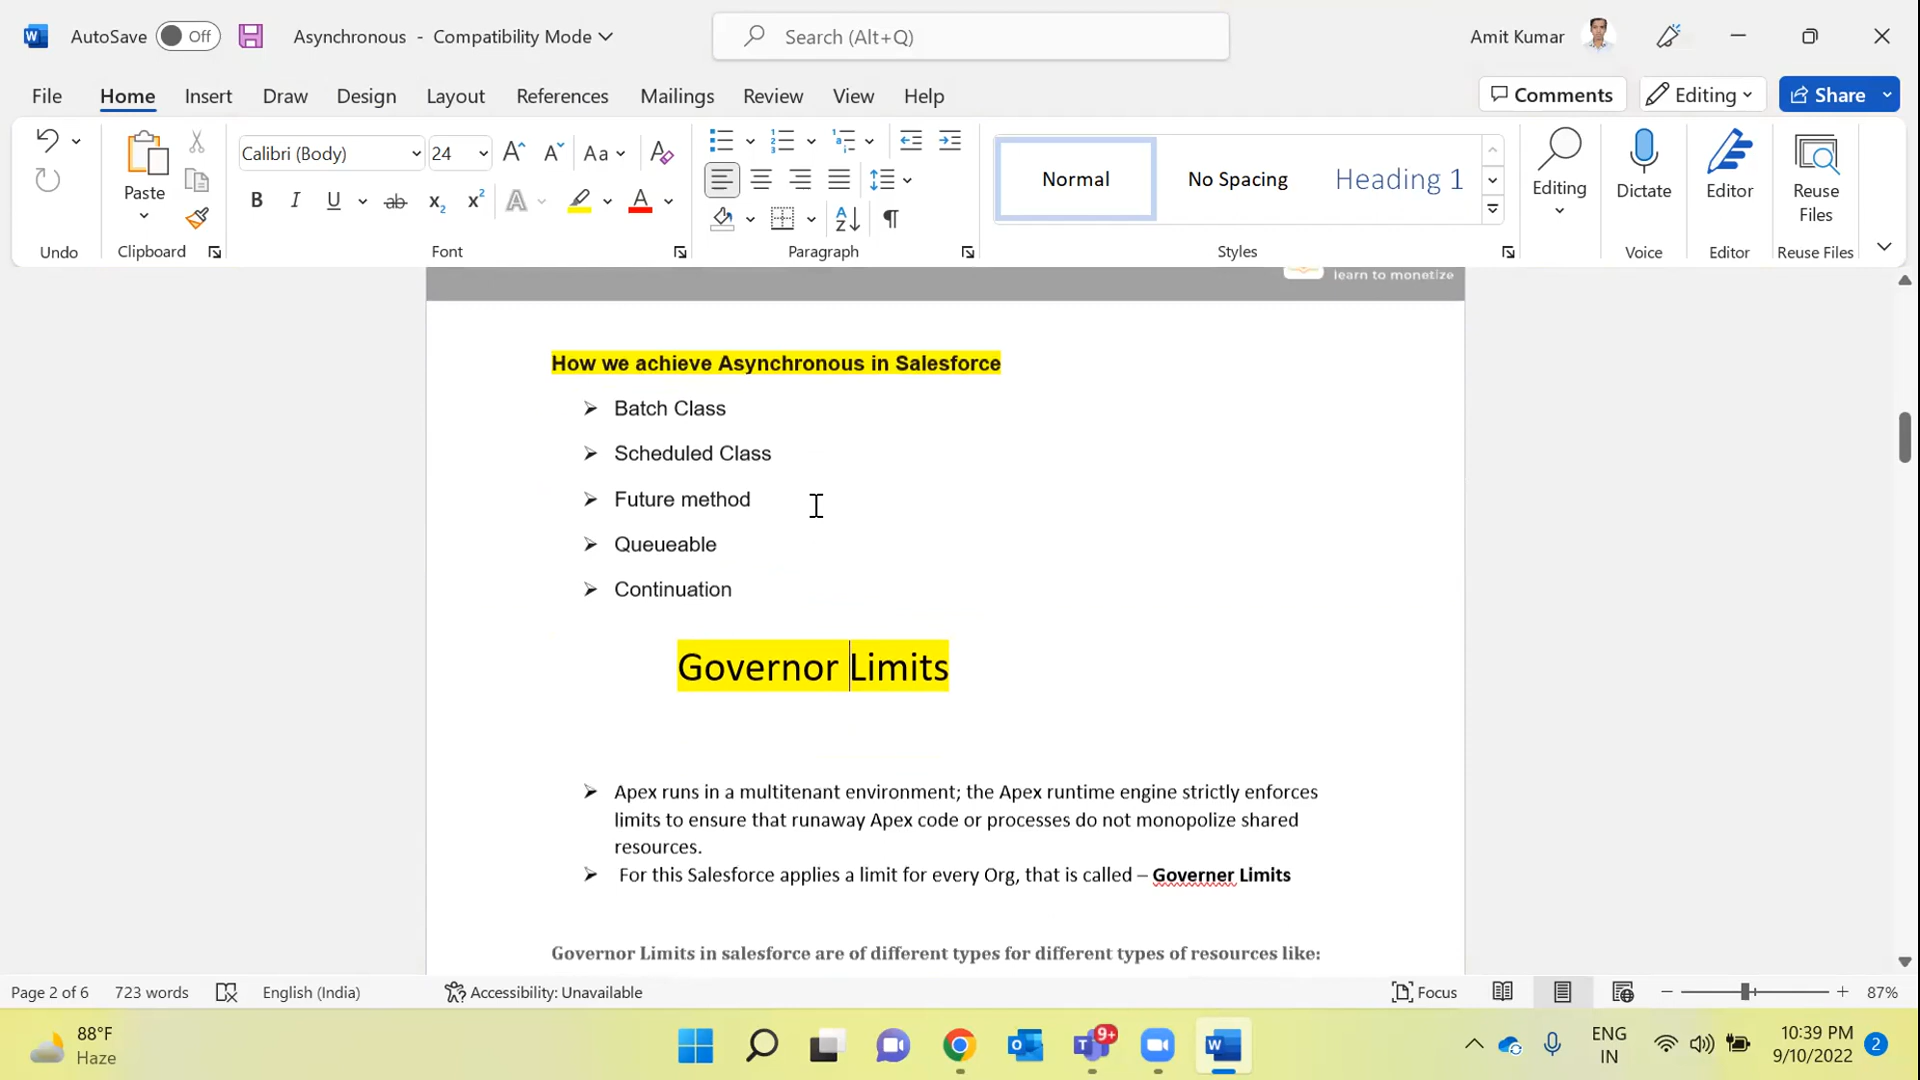 AutoSave Off Asynchronous - Compatibility Mode Search (Alt+Q) Amit Kumar
File Home Insert Draw Design Layout References Mailings Review View Help Comments Editing Share
Calibri (Body) 24 Aa
Paste B I U ab x₂ x² A A A Z Normal No Spacing Heading 1 Editing Dictate Editor Reuse Files
Undo Clipboard Font Paragraph Styles Voice Editor Reuse Files
learn to monetize
How we achieve Asynchronous in Salesforce
➢ Batch Class
➢ Scheduled Class
➢ Future method
➢ Queueable
➢ Continuation
Governor Limits
➢ Apex runs in a multitenant environment; the Apex runtime engine strictly enforces
limits to ensure that runaway Apex code or processes do not monopolize shared
resources.
➢ For this Salesforce applies a limit for every Org, that is called – Governer Limits
Governor Limits in salesforce are of different types for different types of resources like:
Page 2 of 6 723 words English (India) Accessibility: Unavailable Focus 87%
88°F
Haze
9+
ENG
IN
10:39 PM
9/10/2022
2